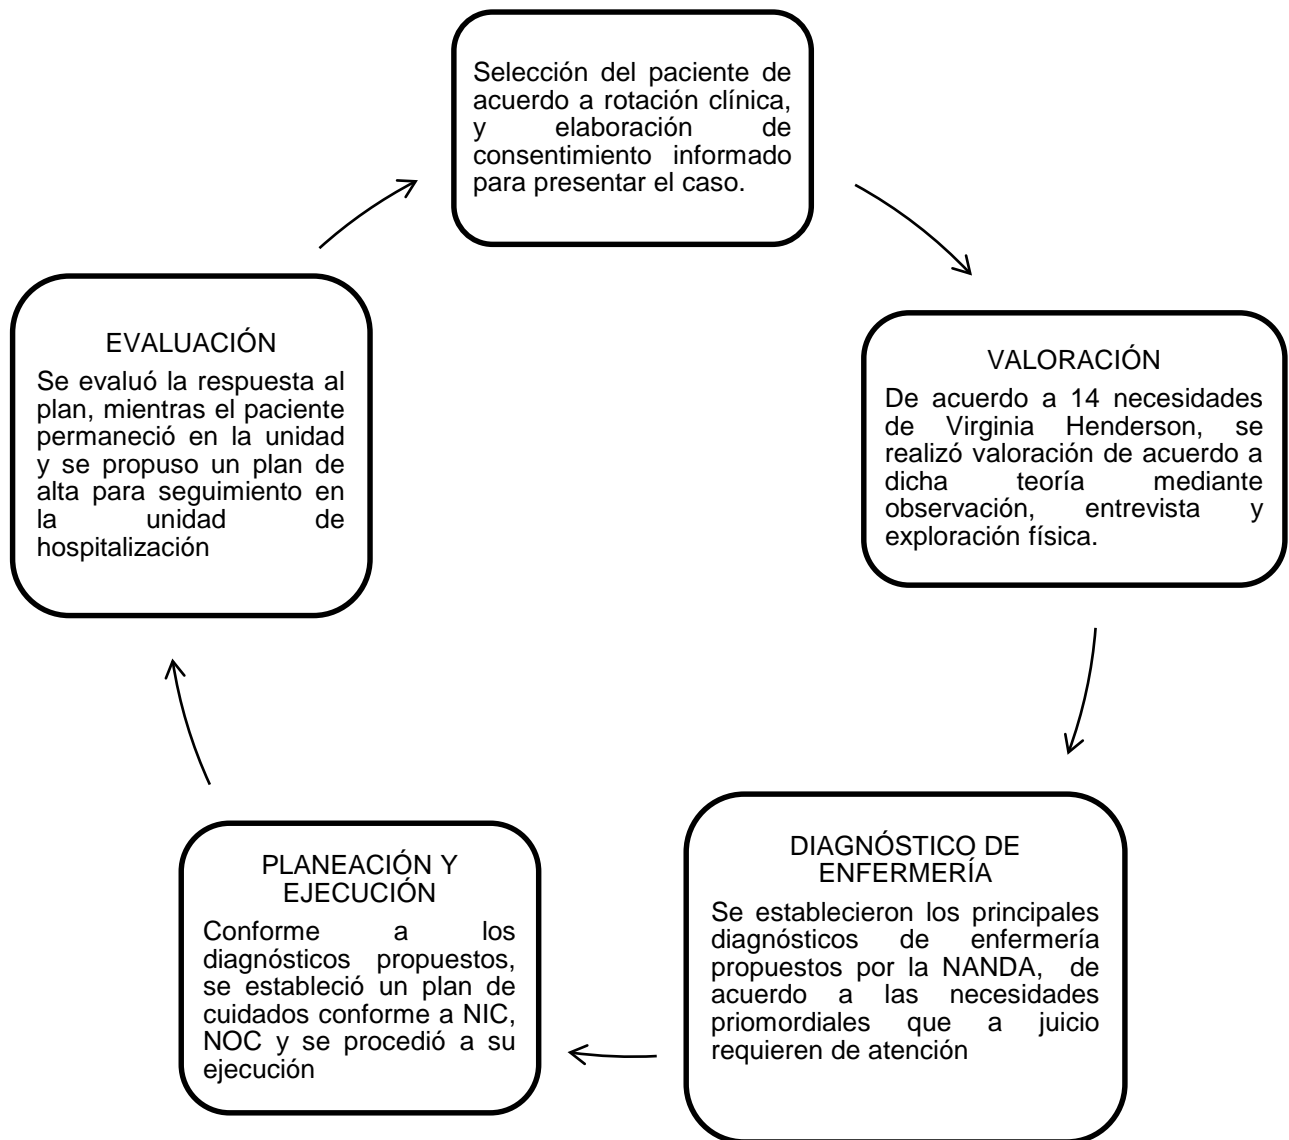 Selección del paciente de
acuerdo a rotación clínica,
y elaboración de
consentimiento informado
para presentar el caso.
VALORACIÓN
De acuerdo a 14 necesidades
de Virginia Henderson, se
realizó valoración de acuerdo a
dicha teoría mediante
observación, entrevista y
exploración física.
DIAGNÓSTICO DE
ENFERMERÍA
Se establecieron los principales
diagnósticos de enfermería
propuestos por la NANDA, de
acuerdo a las necesidades
priomordiales que a juicio
requieren de atención
PLANEACIÓN Y
EJECUCIÓN
Conforme a los
diagnósticos propuestos,
se estableció un plan de
cuidados conforme a NIC,
NOC y se procedió a su
ejecución
EVALUACIÓN
Se evaluó la respuesta al
plan, mientras el paciente
permaneció en la unidad
y se propuso un plan de
alta para seguimiento en
la unidad de
hospitalización